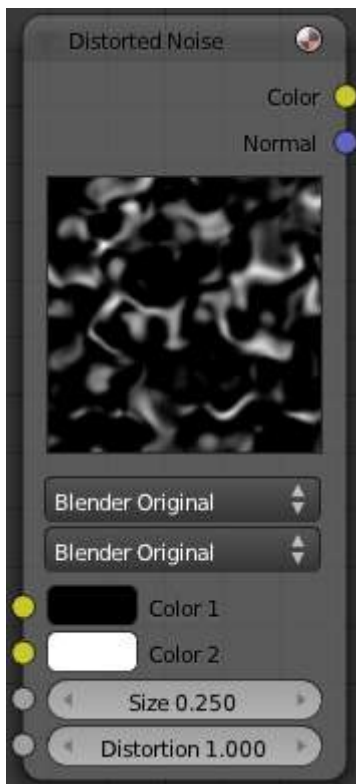 Distorted Noise
Color
Normal
Blender Original
Blender Original
Color 1
Color 2
Size 0.250
Distortion 1.000